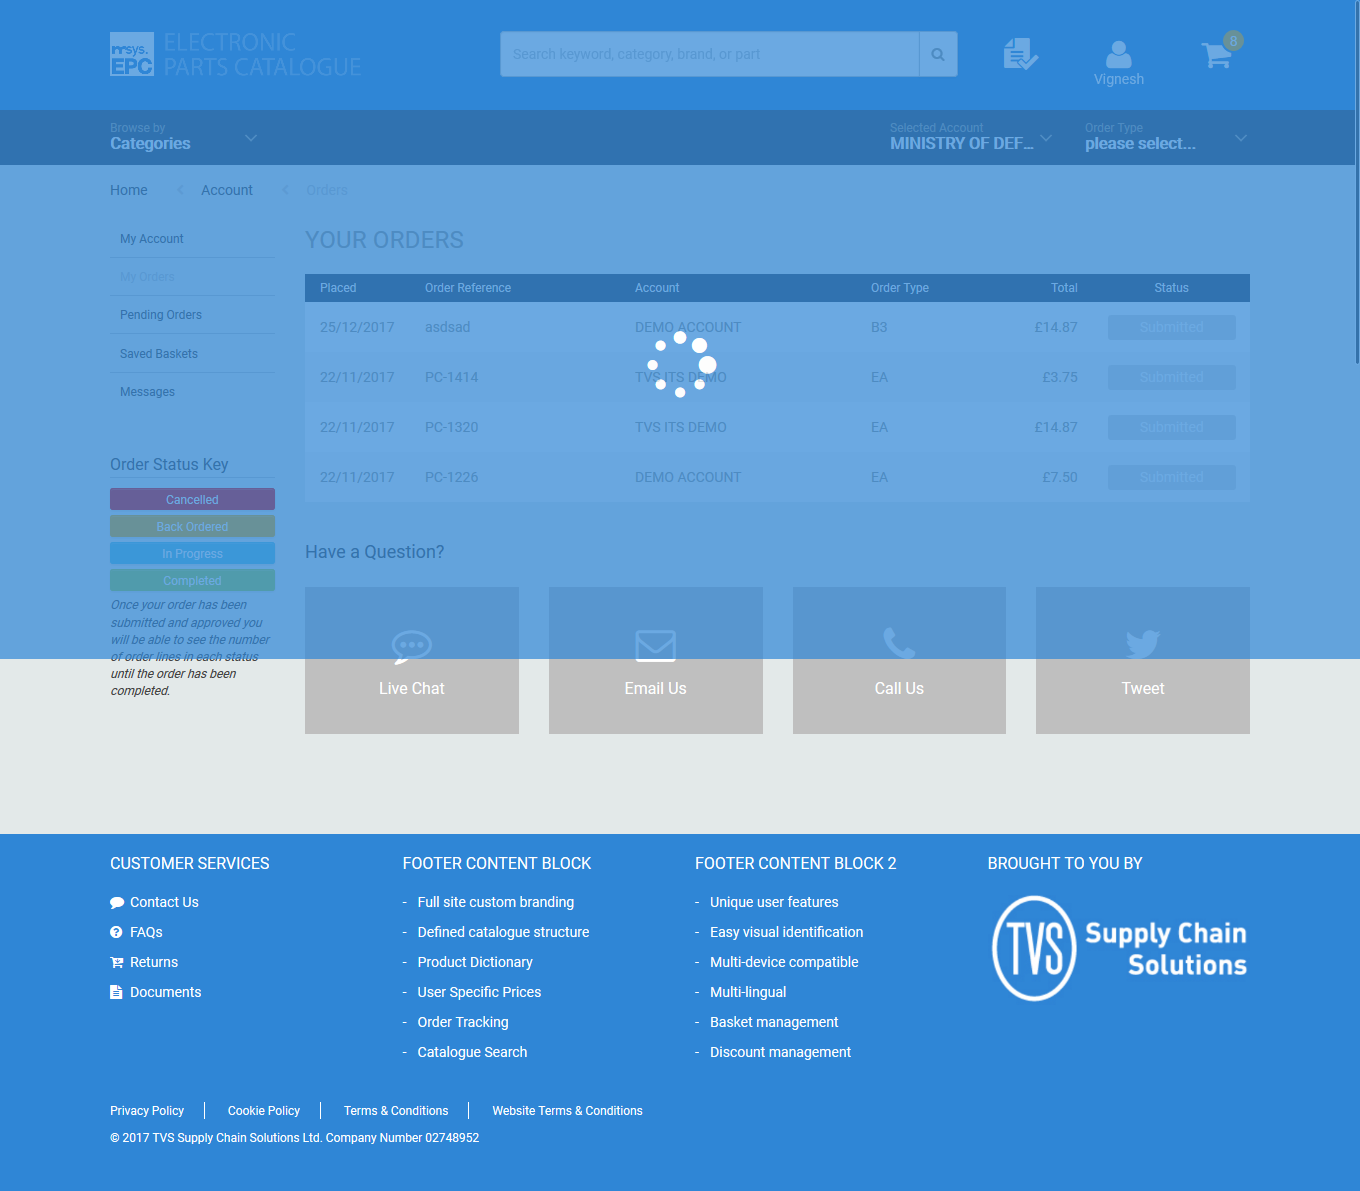 msys.
EPC
ELECTRONIC
PARTS CATALOGUE
Search keyword, category, brand, or part
Vignesh
8
Browse by
Categories
Selected Account
MINISTRY OF DEF...
Order Type
please select...
Home
Account
Orders
My Account
My Orders
Pending Orders
Saved Baskets
Messages
Order Status Key
Cancelled
Back Ordered
In Progress
Completed
Once your order has been
submitted and approved you
will be able to see the number
of order lines in each status
until the order has been
completed.
YOUR ORDERS
Placed Order Reference Account Order Type Total Status
25/12/2017 asdsad DEMO ACCOUNT B3 £14.87 Submitted
22/11/2017 PC-1414 TVS ITS DEMO EA £3.75 Submitted
22/11/2017 PC-1320 TVS ITS DEMO EA £14.87 Submitted
22/11/2017 PC-1226 DEMO ACCOUNT EA £7.50 Submitted
Have a Question?
Live Chat
Email Us
Call Us
Tweet
CUSTOMER SERVICES
Contact Us
FAQs
Returns
Documents
FOOTER CONTENT BLOCK
- Full site custom branding
- Defined catalogue structure
- Product Dictionary
- User Specific Prices
- Order Tracking
- Catalogue Search
FOOTER CONTENT BLOCK 2
- Unique user features
- Easy visual identification
- Multi-device compatible
- Multi-lingual
- Basket management
- Discount management
BROUGHT TO YOU BY
TVS Supply Chain
Solutions
Privacy Policy
Cookie Policy
Terms & Conditions
Website Terms & Conditions
© 2017 TVS Supply Chain Solutions Ltd. Company Number 02748952